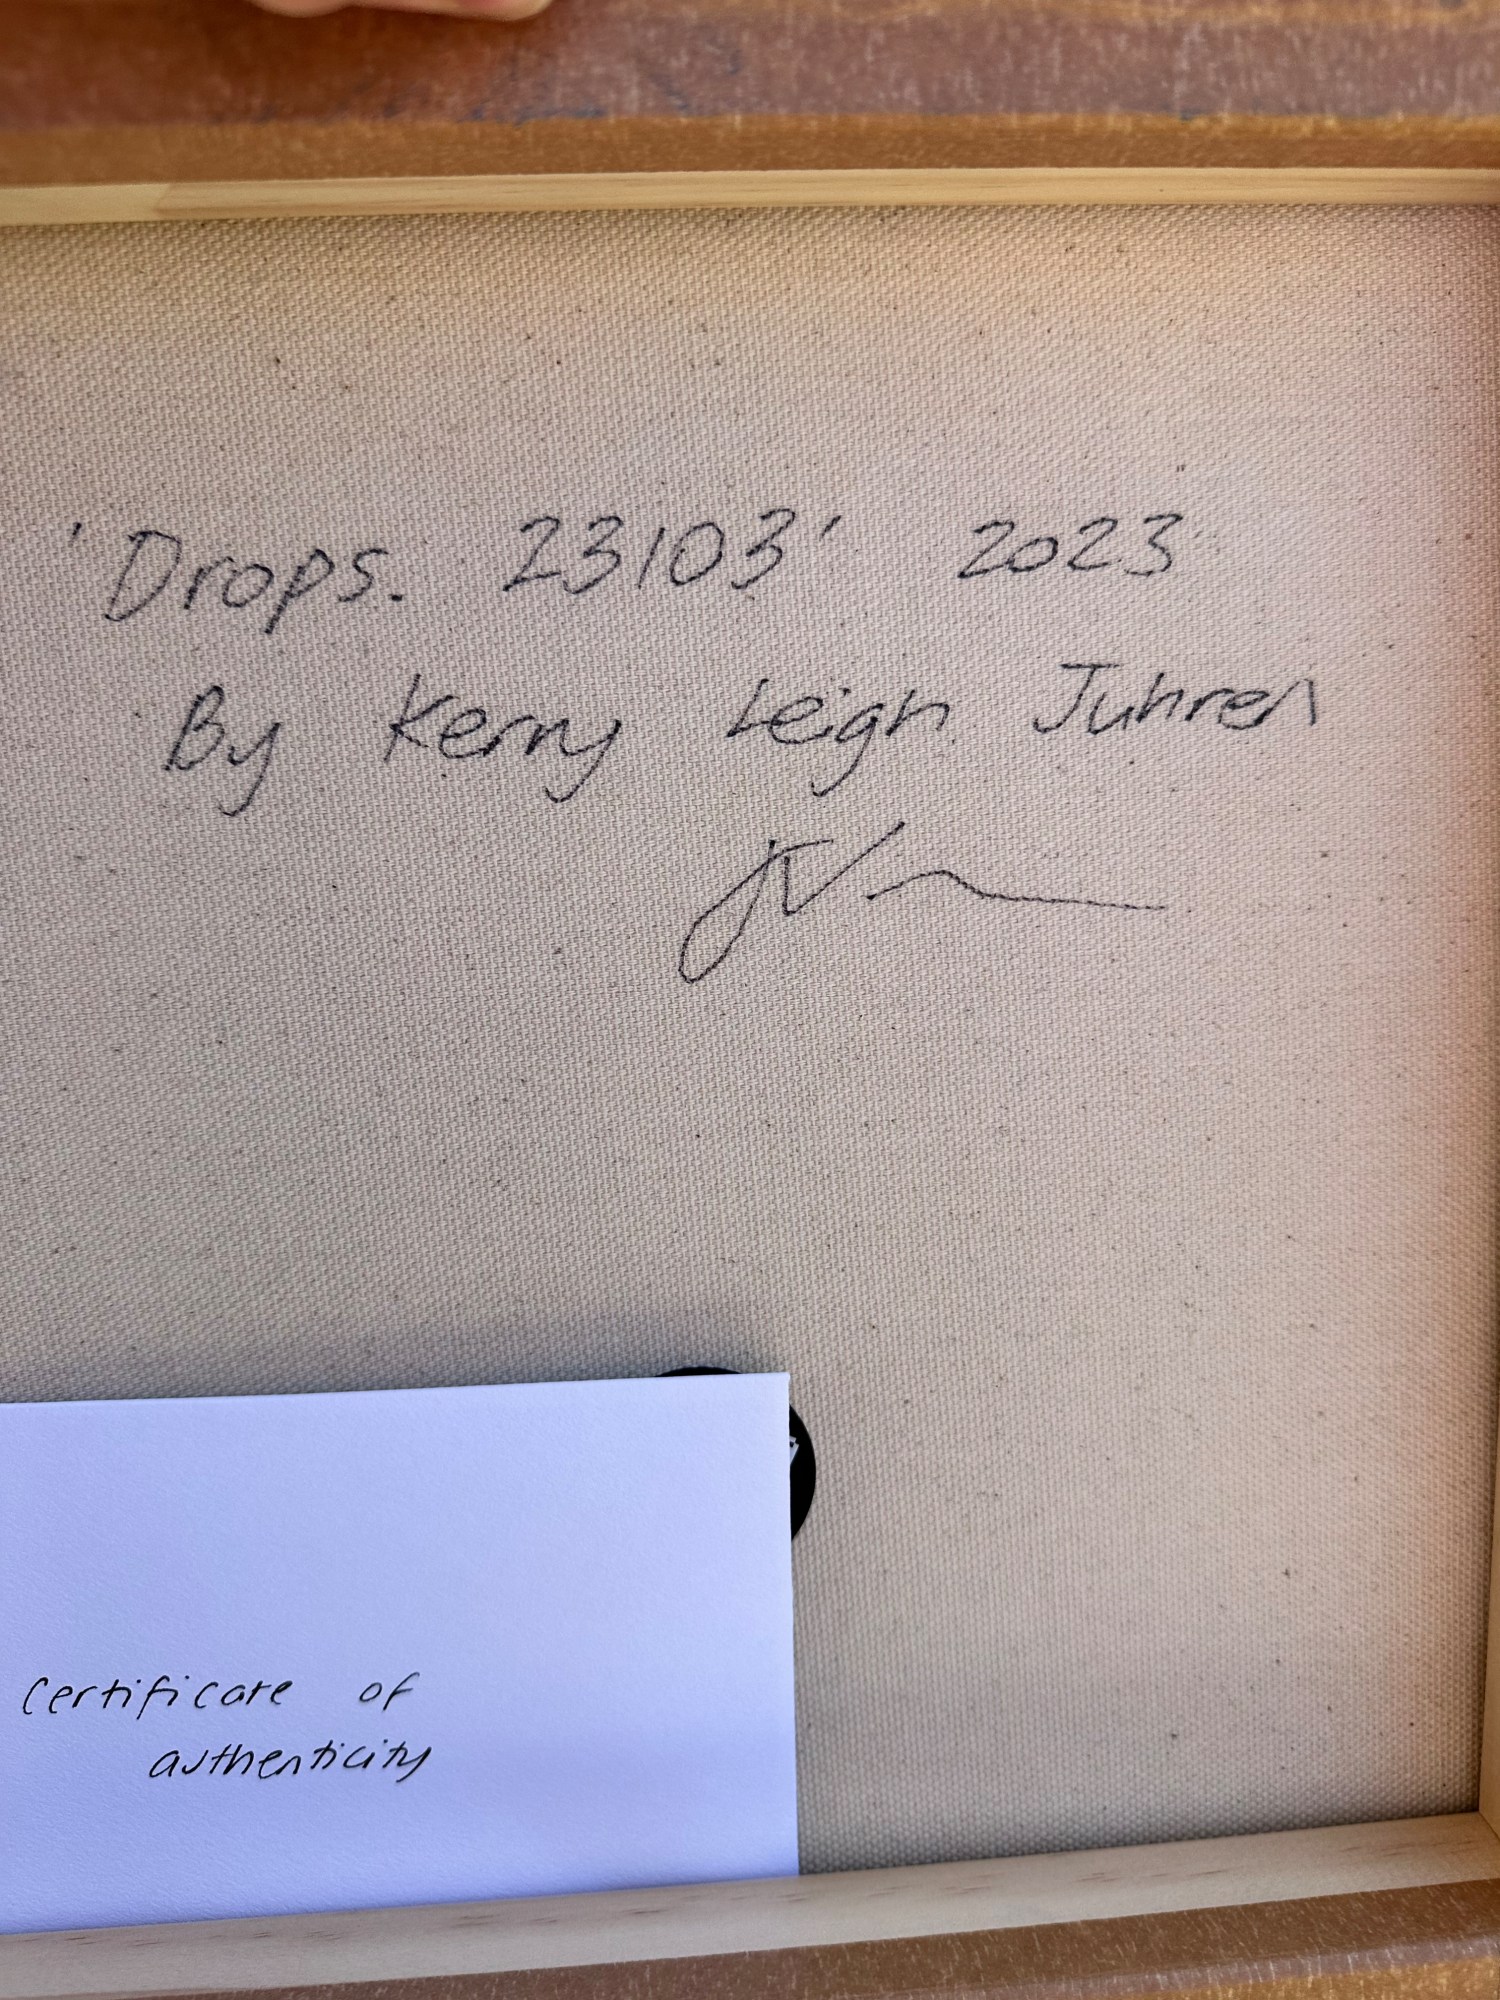 'Drops. 23103' 2023
By Kerry Leigh Juhren
Certificate of
authenticity